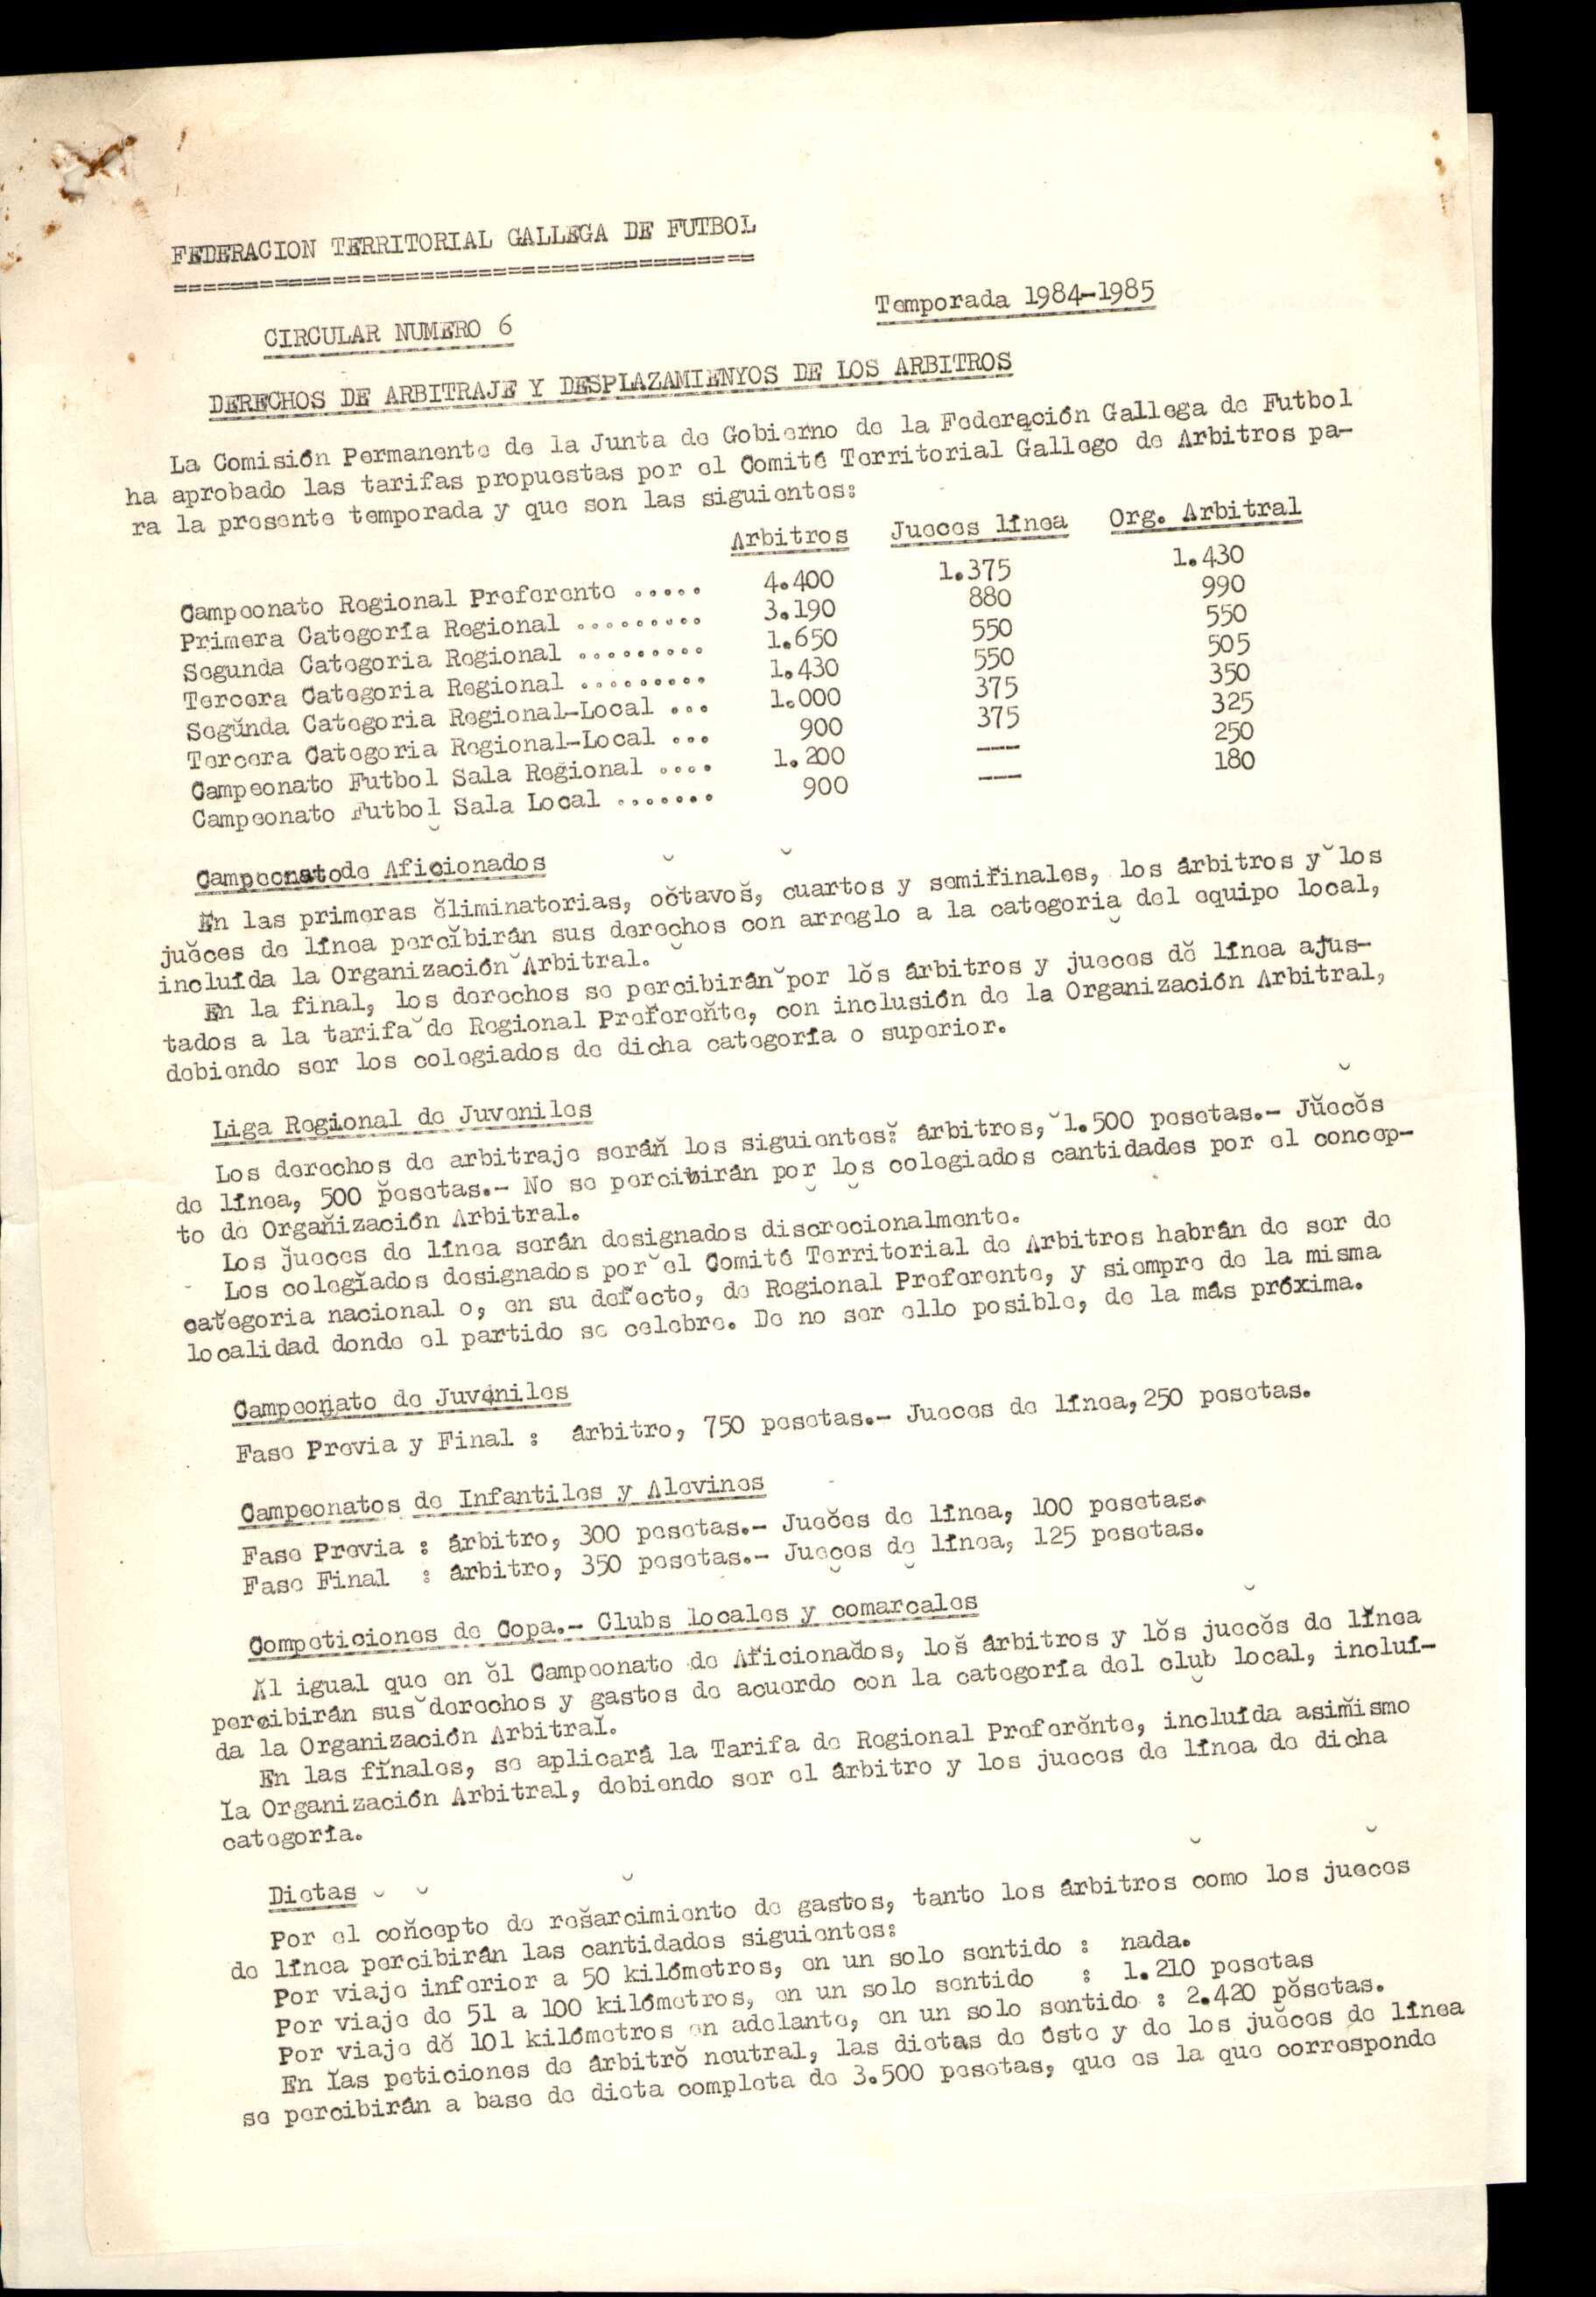 FEDERACION TERRITORIAL GALLEGA DE FUTBOL
========================================
Temporada 1984-1985
CIRCULAR NUMERO 6
DERECHOS DE ARBITRAJE Y DESPLAZAMIENYOS DE LOS ARBITROS
La Comisión Permanente de la Junta de Gobierno de la Federación Gallega de Futbol
ha aprobado las tarifas propuestas por el Comité Territorial Gallego de Arbitros pa-
ra la presente temporada y que son las siguientes:
Arbitros Jueces línea Org. Arbitral
Campeonato Regional Preferente ..... 4.400 1.375 1.430
Primera Categoría Regional ......... 3.190 880 990
Segunda Categoria Regional ......... 1.650 550 550
Tercera Categoria Regional ......... 1.430 550 505
Segunda Categoria Regional-Local ... 1.000 375 350
Tercera Categoria Regional-Local ... 900 375 325
Campeonato Futbol Sala Regional .... 1.200 --- 250
Campeonato Futbol Sala Local ....... 900 --- 180
Campeonato de Aficionados
En las primeras eliminatorias, octavos, cuartos y semifinales, los árbitros y los
jueces de línea percibirán sus derechos con arreglo a la categoria del equipo local,
incluída la Organización Arbitral.
En la final, los derechos se percibirán por los árbitros y jueces de línea ajus-
tados a la tarifa de Regional Preferente, con inclusión de la Organización Arbitral,
debiendo ser los colegiados de dicha categoría o superior.
Liga Regional de Juveniles
Los derechos de arbitraje serán los siguientes: árbitros, 1.500 pesetas.- Jueces
de línea, 500 pesetas.- No se percibirán por los colegiados cantidades por el concep-
to de Organización Arbitral.
Los jueces de línea serán designados discrecionalmente.
- Los colegiados designados por el Comité Territorial de Arbitros habrán de ser de
categoria nacional o, en su defecto, de Regional Preferente, y siempre de la misma
localidad donde el partido se celebre. De no ser ello posible, de la más próxima.
Campeonato de Juveniles
Fase Previa y Final : árbitro, 750 pesetas.- Jueces de línea, 250 pesetas.
Campeonatos de Infantiles y Alevines
Fase Previa : árbitro, 300 pesetas.- Jueces de línea, 100 pesetas.
Fase Final : árbitro, 350 pesetas.- Jueces de línea, 125 pesetas.
Competiciones de Copa.- Clubs locales y comarcales
Al igual que en el Campeonato de Aficionados, los árbitros y los jueces de línea
percibirán sus derechos y gastos de acuerdo con la categoría del club local, incluí-
da la Organización Arbitral.
En las finales, se aplicará la Tarifa de Regional Preferente, incluída asimismo
la Organización Arbitral, debiendo ser el árbitro y los jueces de línea de dicha
categoría.
Dietas
Por el concepto de resarcimiento de gastos, tanto los árbitros como los jueces
de línea percibirán las cantidades siguientes:
Por viaje inferior a 50 kilómetros, en un solo sentido : nada.
Por viaje de 51 a 100 kilómetros, en un solo sentido : 1.210 pesetas
Por viaje de 101 kilómetros en adelante, en un solo sentido : 2.420 pesetas.
En las peticiones de árbitro neutral, las dietas de éste y de los jueces de línea
se percibirán a base de dieta completa de 3.500 pesetas, que es la que corresponde